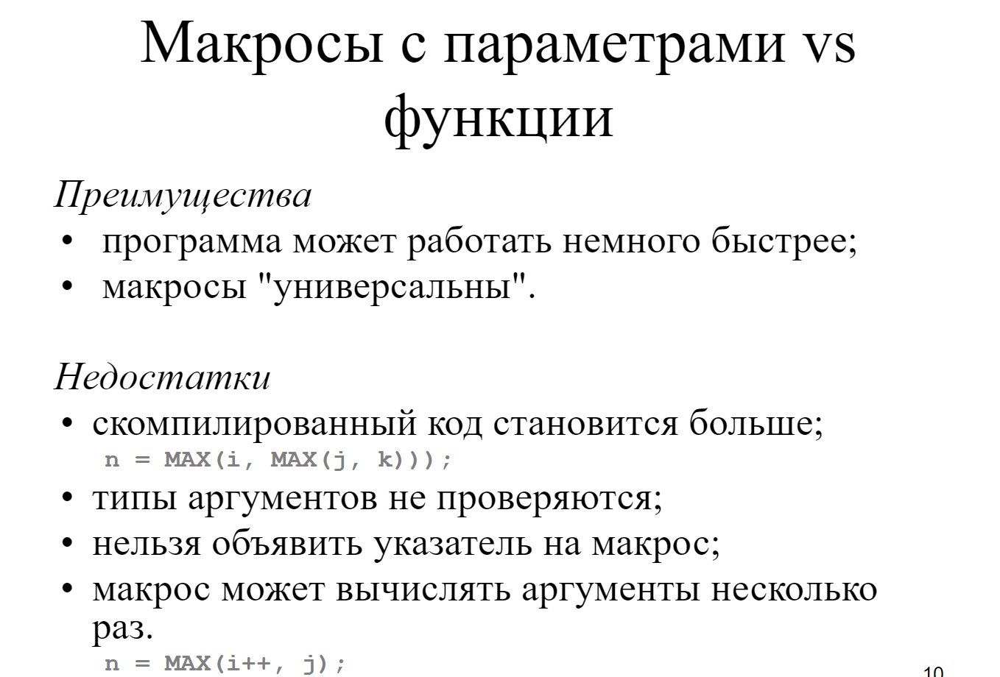 Макросы с параметрами vs
функции
Преимущества
• программа может работать немного быстрее;
• макросы "универсальны".
Недостатки
• скомпилированный код становится больше;
n = MAX(i, MAX(j, k)));
• типы аргументов не проверяются;
• нельзя объявить указатель на макрос;
• макрос может вычислять аргументы несколько
раз.
n = MAX(i++, j);
10